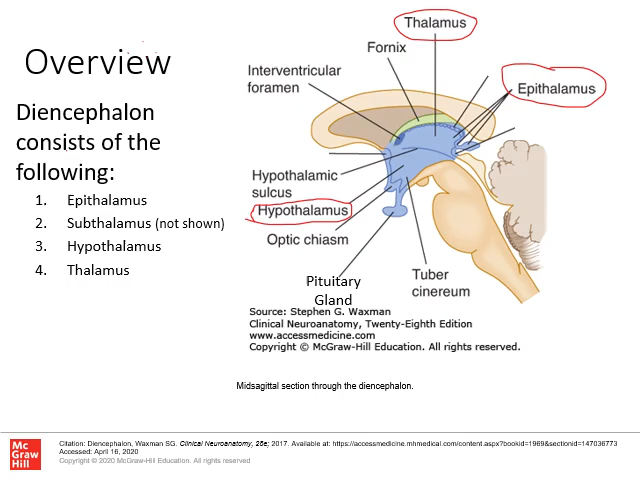 Overview
Diencephalon
consists of the
following:
1. Epithalamus
2. Subthalamus (not shown)
3. Hypothalamus
4. Thalamus
Thalamus
Fornix
Interventricular
foramen
Epithalamus
Hypothalamic
sulcus
Hypothalamus
Optic chiasm
Pituitary
Gland
Tuber
cinereum
Source: Stephen G. Waxman
Clinical Neuroanatomy, Twenty-Eighth Edition
www.accessmedicine.com
Copyright © McGraw-Hill Education. All rights reserved.
Midsagittal section through the diencephalon.
Mc
Graw
Hill
Citation: Diencephalon, Waxman SG. Clinical Neuroanatomy, 28e; 2017. Available at: https://accessmedicine.mhmedical.com/content.aspx?bookid=1969&sectionid=147036773
Accessed: April 16, 2020
Copyright © 2020 McGraw-Hill Education. All rights reserved